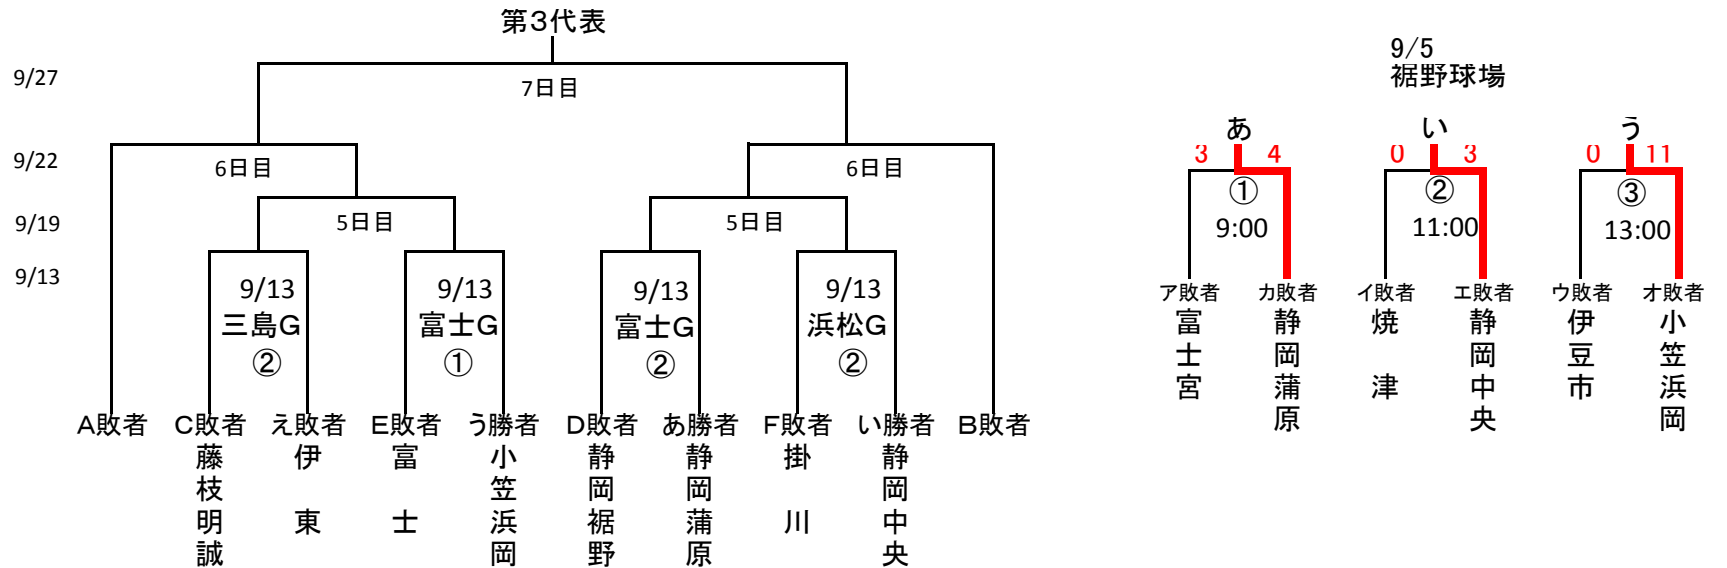 第3代表
9/27
7日目
9/22
6日目
6日目
9/19
5日目
5日目
9/13
9/13
三島G
②
9/13
富士G
①
9/13
富士G
②
9/13
浜松G
②
A敗者
C敗者
え敗者
E敗者
う勝者
D敗者
あ勝者
F敗者
い勝者
B敗者
藤枝明誠
伊東
富士
小笠浜岡
静岡裾野
静岡蒲原
掛川
静岡中央
9/5
裾野球場
あ
3 4
①
9:00
ア敗者
カ敗者
富士宮
静岡蒲原
い
0 3
②
11:00
イ敗者
エ敗者
焼津
静岡中央
う
0 11
③
13:00
ウ敗者
オ敗者
伊豆市
小笠浜岡